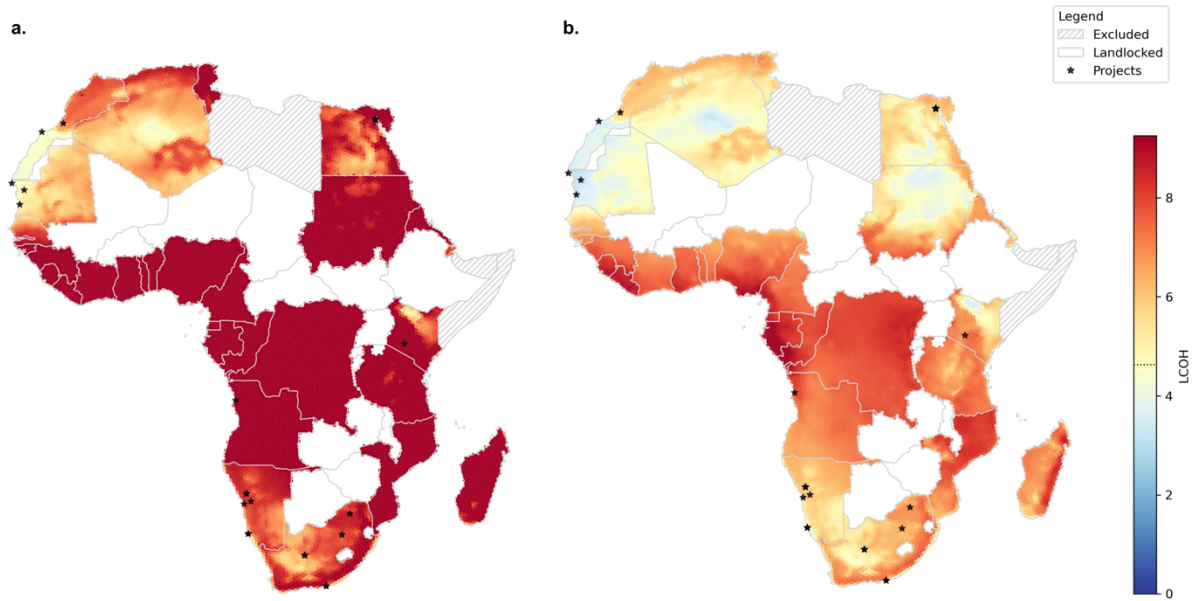 a.
b.
Legend
Excluded
Landlocked
Projects
8
6
4
2
0
LCOH